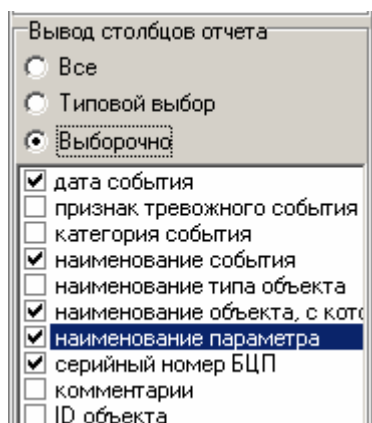 Вывод столбцов отчета
Все
Типовой выбор
Выборочно
дата события
признак тревожного события
категория события
наименование события
наименование типа объекта
наименование объекта, с кото
наименование параметра
серийный номер БЦП
комментарии
ID объекта